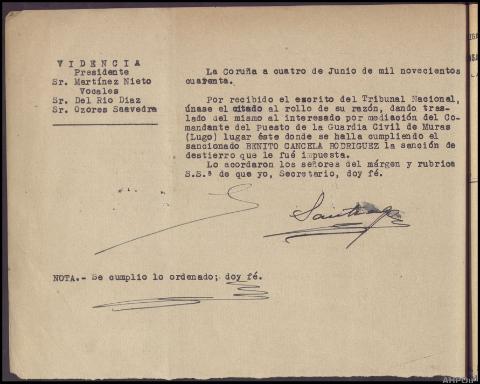 VIDENCIA
Presidente
Sr. Martínez Nieto
Vocales
Sr. Del Rio Diaz
Sr. Ozores Saavedra
La Coruña a cuatro de Junio de mil novecientos
cuarenta.
Por recibido el escrito del Tribunal Nacional,
únase el citado al rollo de su razón, dando tras-
lado del mismo al interesado por mediación del Co-
mandante del Puesto de la Guardia Civil de Muras
(Lugo) lugar éste donde se halla cumpliendo el
sancionado BENITO CANCELA RODRIGUEZ la sanción de
destierro que le fué impuesta.
Lo acordaron los señores del márgen y rubrica
S.S.ª de que yo, Secretario, doy fé.
Santiago
NOTA.- Se cumplio lo ordenado; doy fé.